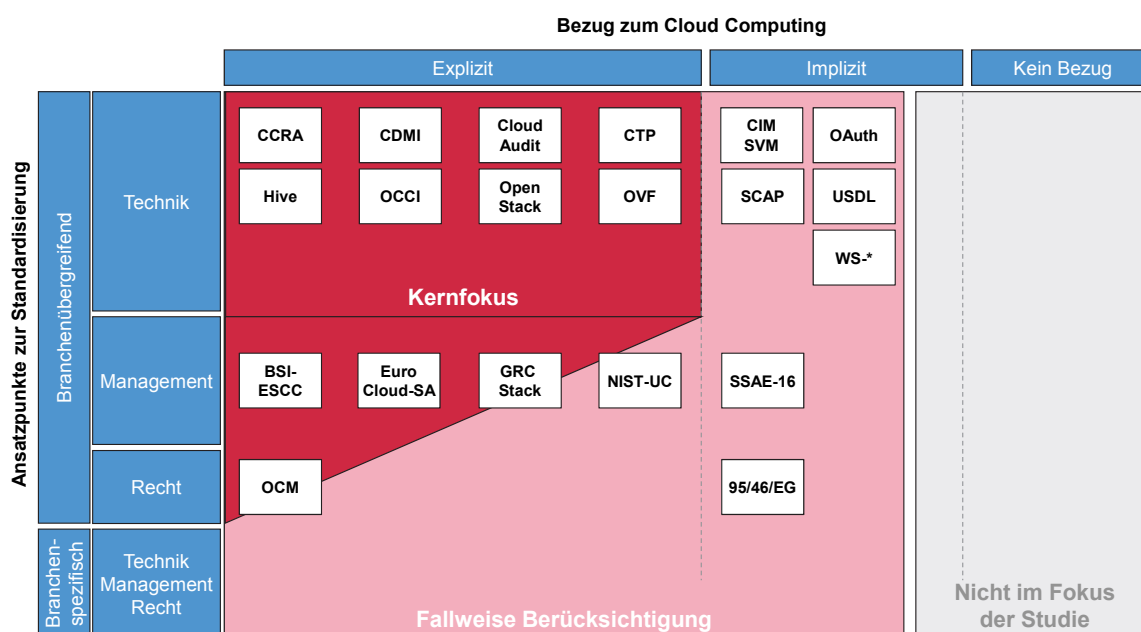 Bezug zum Cloud Computing
Explizit
Implizit
Kein Bezug
Ansatzpunkte zur Standardisierung
Branchenübergreifend
Technik
CCRA
CDMI
Cloud
Audit
CTP
CIM
SVM
OAuth
Hive
OCCI
Open
Stack
OVF
SCAP
USDL
WS-*
Kernfokus
Management
BSI-
ESCC
Euro
Cloud-SA
GRC
Stack
NIST-UC
SSAE-16
Recht
OCM
95/46/EG
Branchen-
spezifisch
Technik
Management
Recht
Fallweise Berücksichtigung
Nicht im Fokus
der Studie